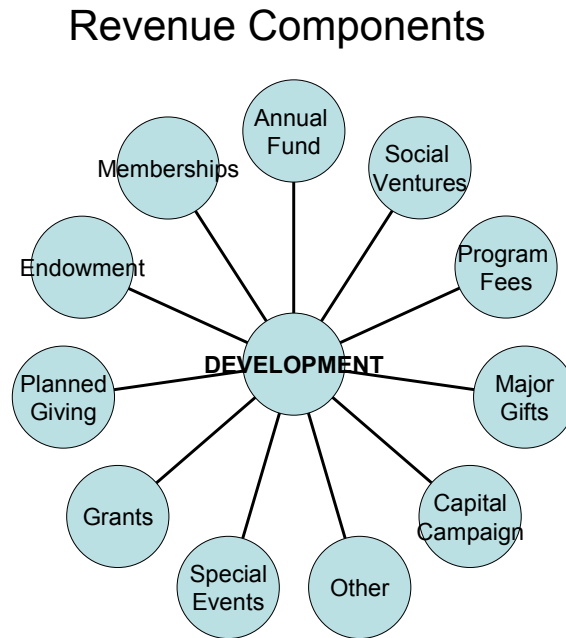 Revenue Components
Annual
Fund
Social
Ventures
Program
Fees
Major
Gifts
Capital
Campaign
Other
Special
Events
Grants
Planned
Giving
Endowment
Memberships
DEVELOPMENT